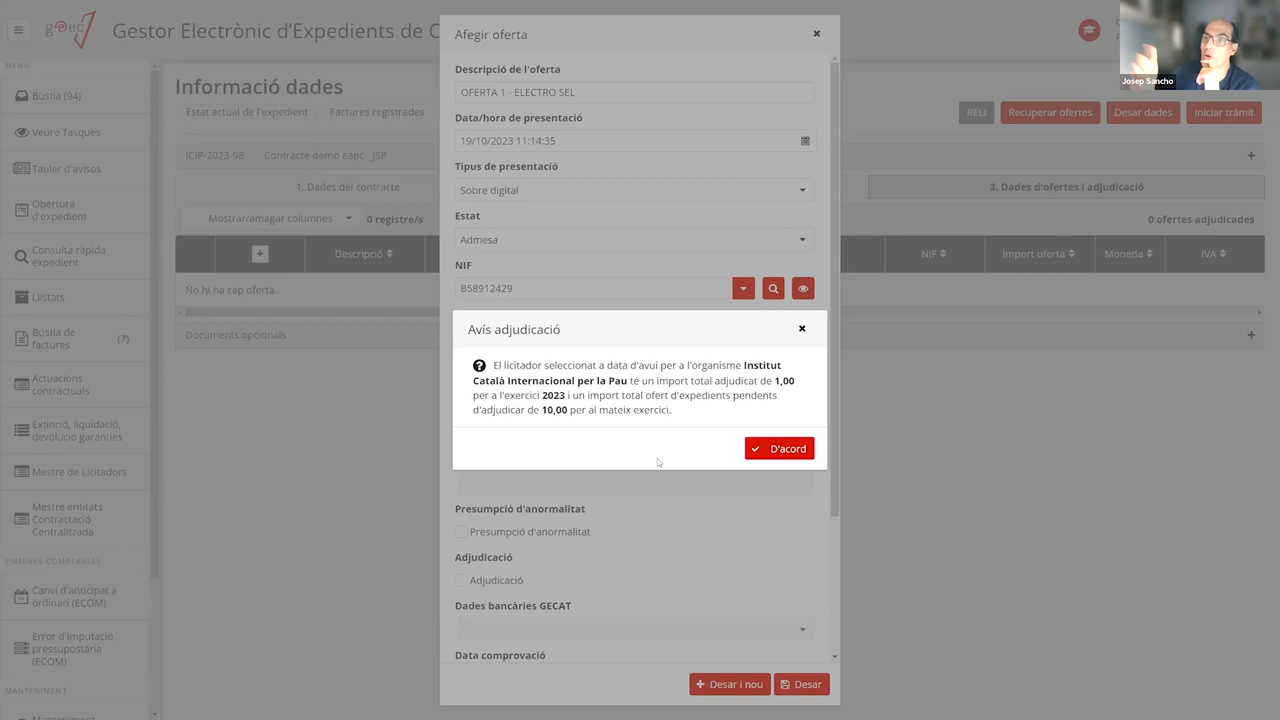 Gestor Electrònic d'Expedients de C
Josep Sancho
MENÚ
Bústia (94)
Veure Tasques
Tauler d'avisos
Obertura
d'expedient
Consulta ràpida
expedient
Llistats
Bústia de
factures
(7)
Actuacions
contractuals
Extinció, liquidació,
devolució garanties
Mestre de Licitadors
Mestre entitats
Contractació
Centralitzada
ESMENES COMPTABLES
Canvi d'anticipat a
ordinari (ECOM)
Error d'imputació
pressupostària
(ECOM)
MANTENIMENT
Informació dades
Estat actual de l'expedient
Factures registrades
RELI
Recuperar ofertes
Desar dades
Iniciar tràmit
ICIP-2023-98
Contracte demo eapc - JSP
1. Dades del contracte
3. Dades d'ofertes i adjudicació
Mostrar/amagar columnes
0 registre/s
0 ofertes adjudicades
Descripció
NIF
Import oferta
Moneda
IVA
No hi ha cap oferta.
Documents opcionals
Afegir oferta
Descripció de l'oferta
OFERTA 1 - ELECTRO SEL
Data/hora de presentació
19/10/2023 11:14:35
Tipus de presentació
Sobre digital
Estat
Admesa
NIF
B58912429
Avís adjudicació
El licitador seleccionat a data d'avui per a l'organisme Institut
Català Internacional per la Pau té un import total adjudicat de 1,00
per a l'exercici 2023 i un import total ofert d'expedients pendents
d'adjudicar de 10,00 per al mateix exercici.
D'acord
Presumpció d'anormalitat
Presumpció d'anormalitat
Adjudicació
Adjudicació
Dades bancàries GECAT
Data comprovació
Desar i nou
Desar